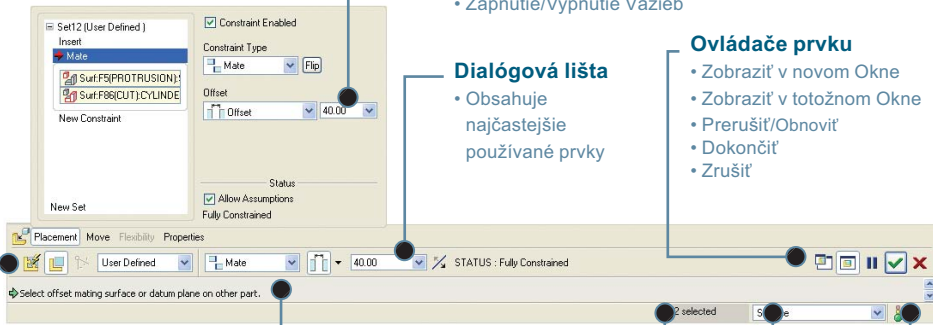 • Zapnutie/Vypnutie Väzieb
Set12 (User Defined )
Insert
Mate
Surf:F5(PROTRUSION):
Surf:F86(CUT):CYLINDE
New Constraint
New Set
Constraint Enabled
Constraint Type
Mate
Flip
Offset
Offset
40.00
Status
Allow Assumptions
Fully Constrained
Dialógová lišta
• Obsahuje
najčastejšie
používané prvky
Ovládače prvku
• Zobraziť v novom Okne
• Zobraziť v totožnom Okne
• Prerušiť/Obnoviť
• Dokončiť
• Zrušiť
Placement Move Flexibility Properties
User Defined Mate 40.00 STATUS : Fully Constrained
Select offset mating surface or datum plane on other part.
2 selected